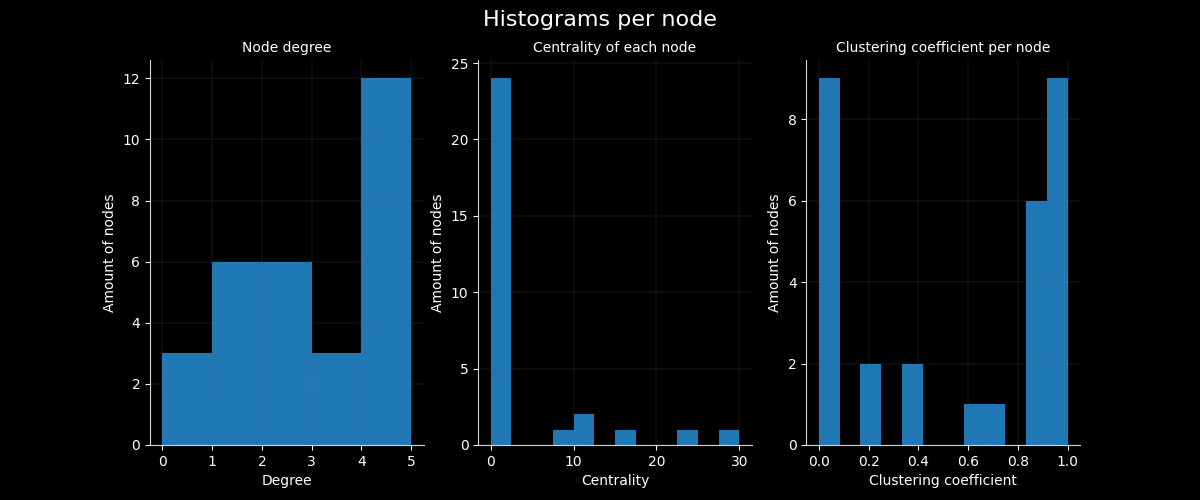 Histograms per node
Node degree
Amount of nodes
12
10
8
6
4
2
0
0 1 2 3 4 5
Degree
Centrality of each node
Amount of nodes
25
20
15
10
5
0
0 10 20 30
Centrality
Clustering coefficient per node
Amount of nodes
8
6
4
2
0
0.0 0.2 0.4 0.6 0.8 1.0
Clustering coefficient